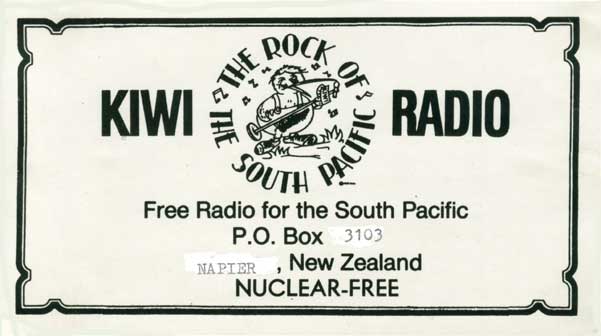 THE ROCK OF
THE SOUTH PACIFIC
KIWI RADIO
Free Radio for the South Pacific
P.O. Box 3103
NAPIER, New Zealand
NUCLEAR-FREE